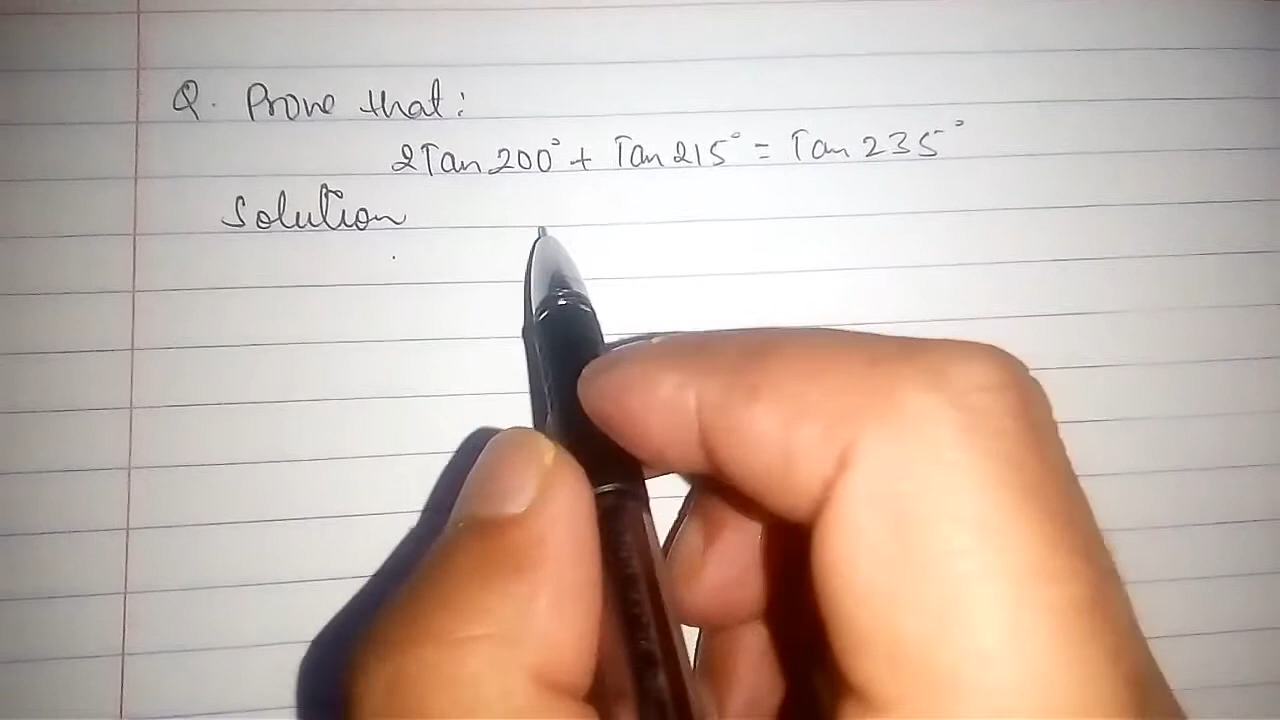 Q. Prove that:
2Tan 200° + Tan 215° = Tan 235°
Solution